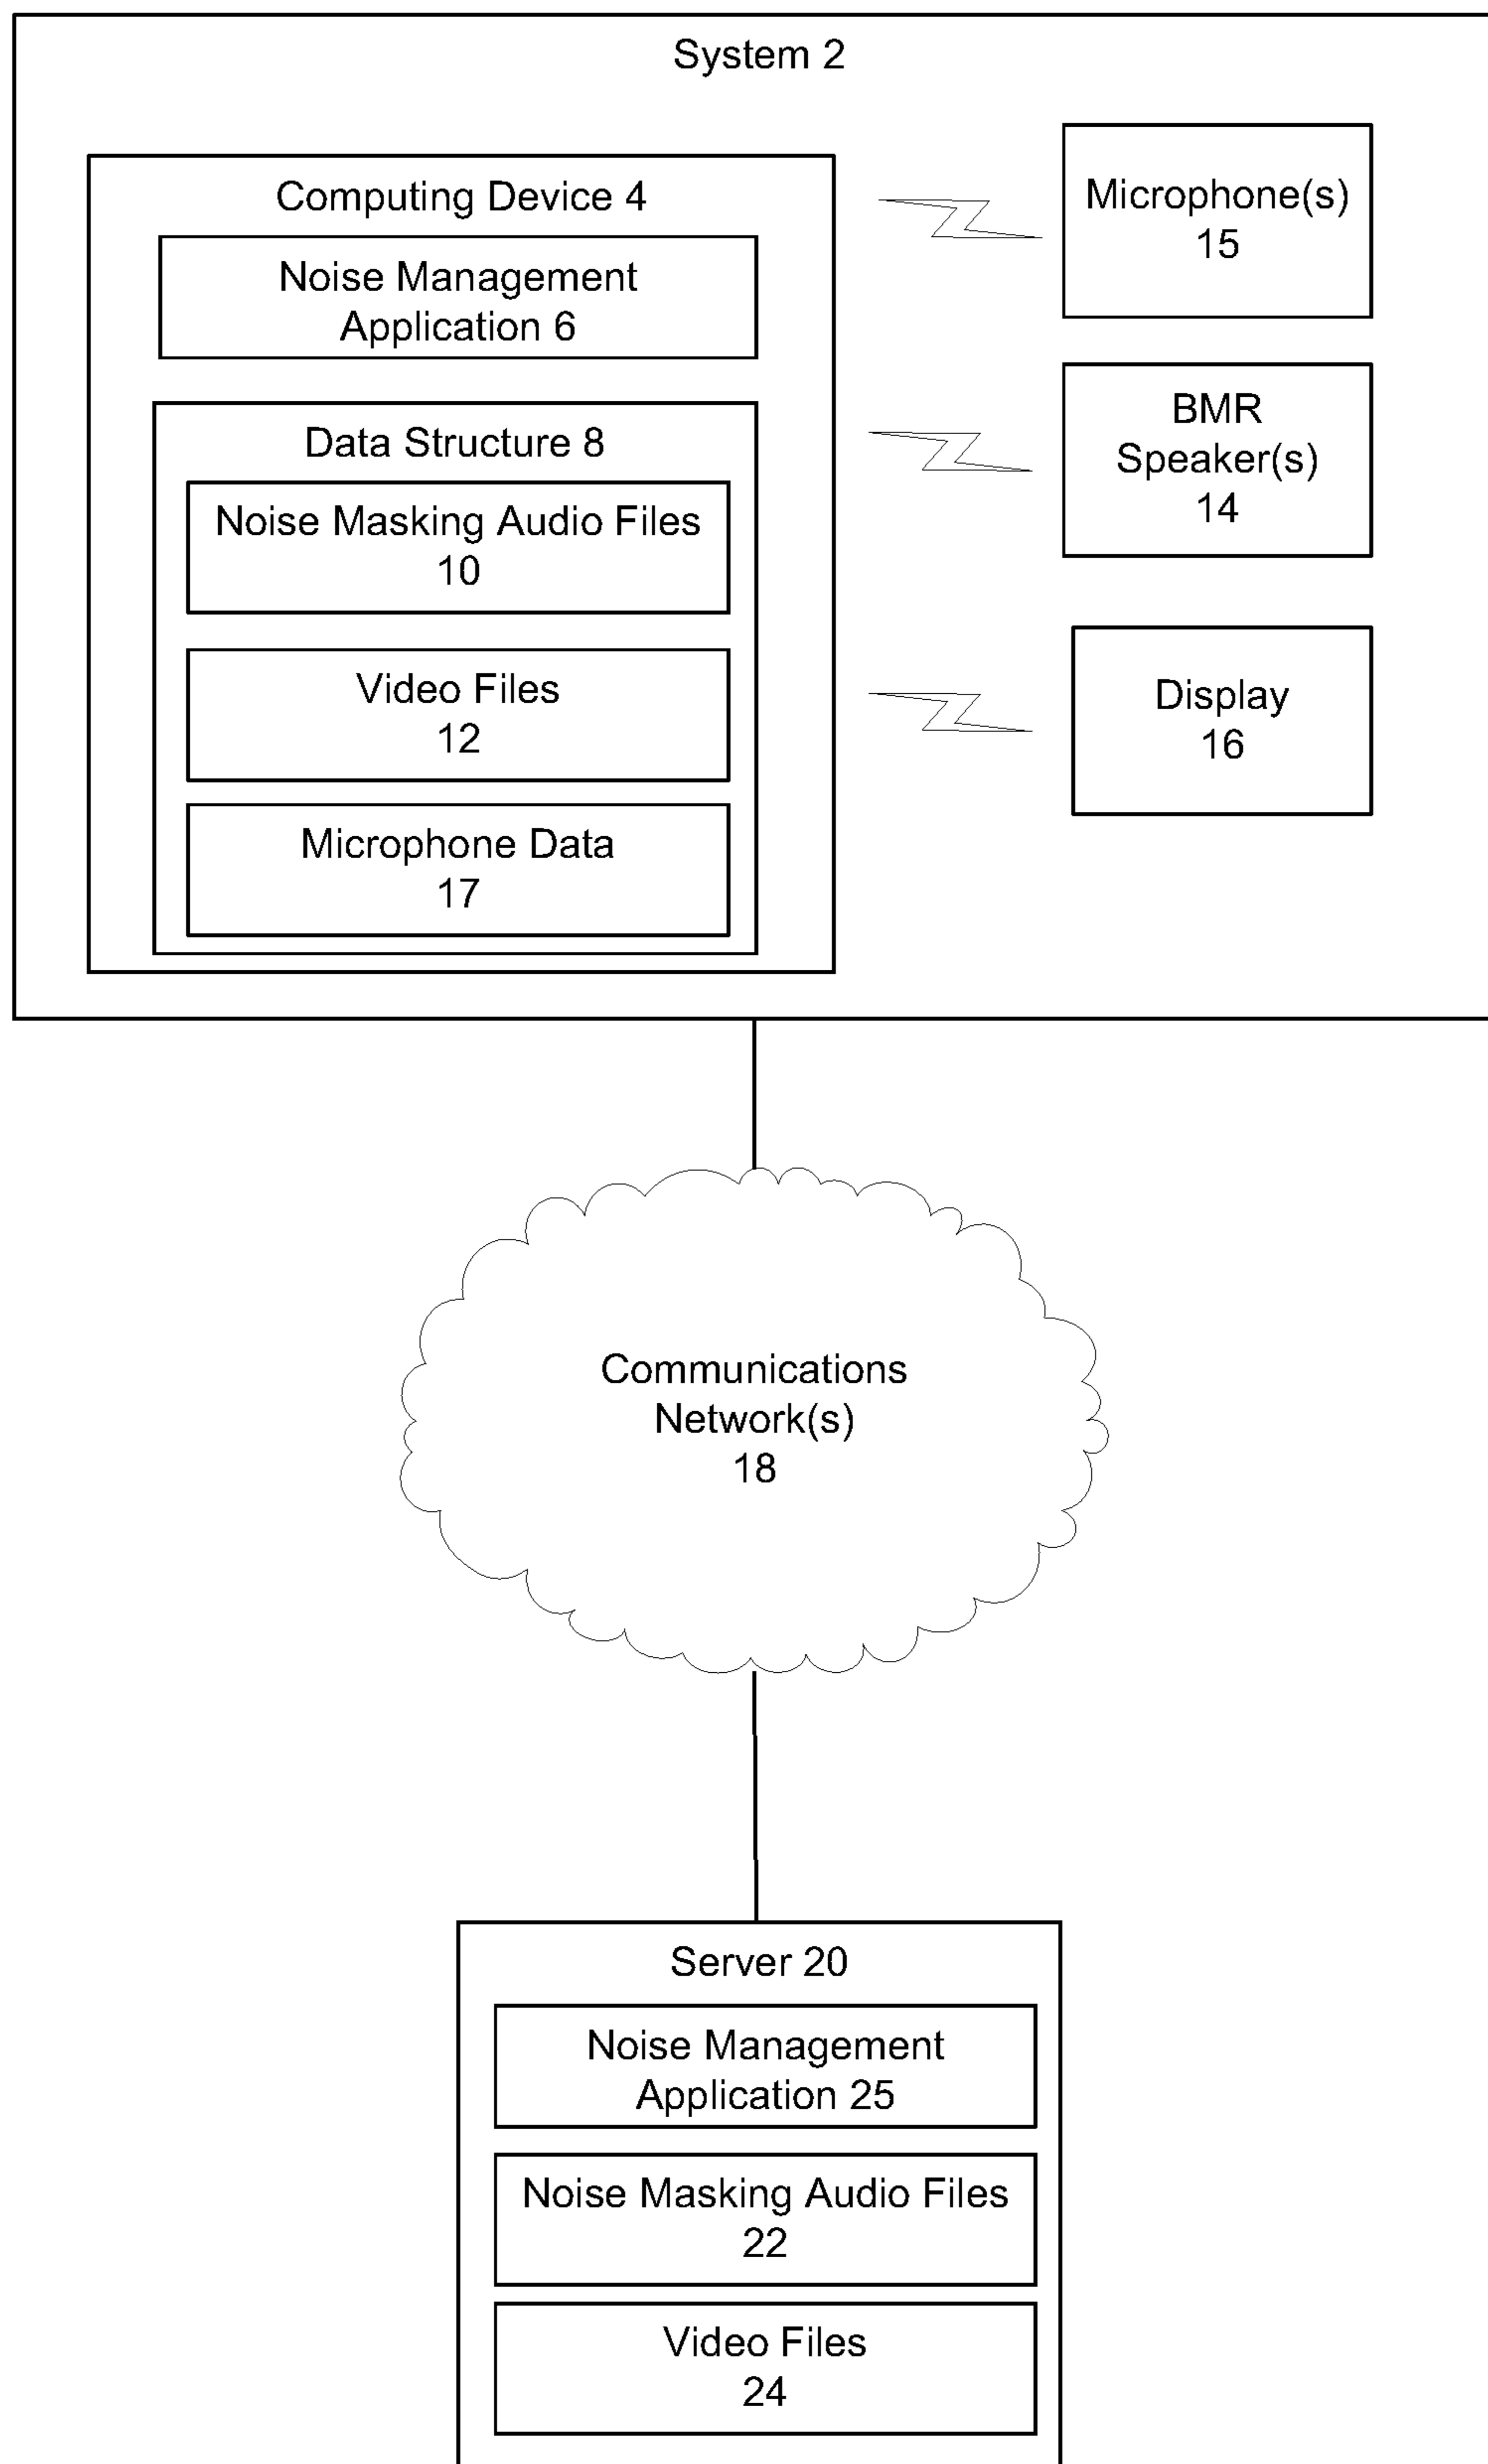 System 2
Computing Device 4
Noise Management
Application 6
Data Structure 8
Noise Masking Audio Files
10
Video Files
12
Microphone Data
17
Microphone(s)
15
BMR
Speaker(s)
14
Display
16
Communications
Network(s)
18
Server 20
Noise Management
Application 25
Noise Masking Audio Files
22
Video Files
24